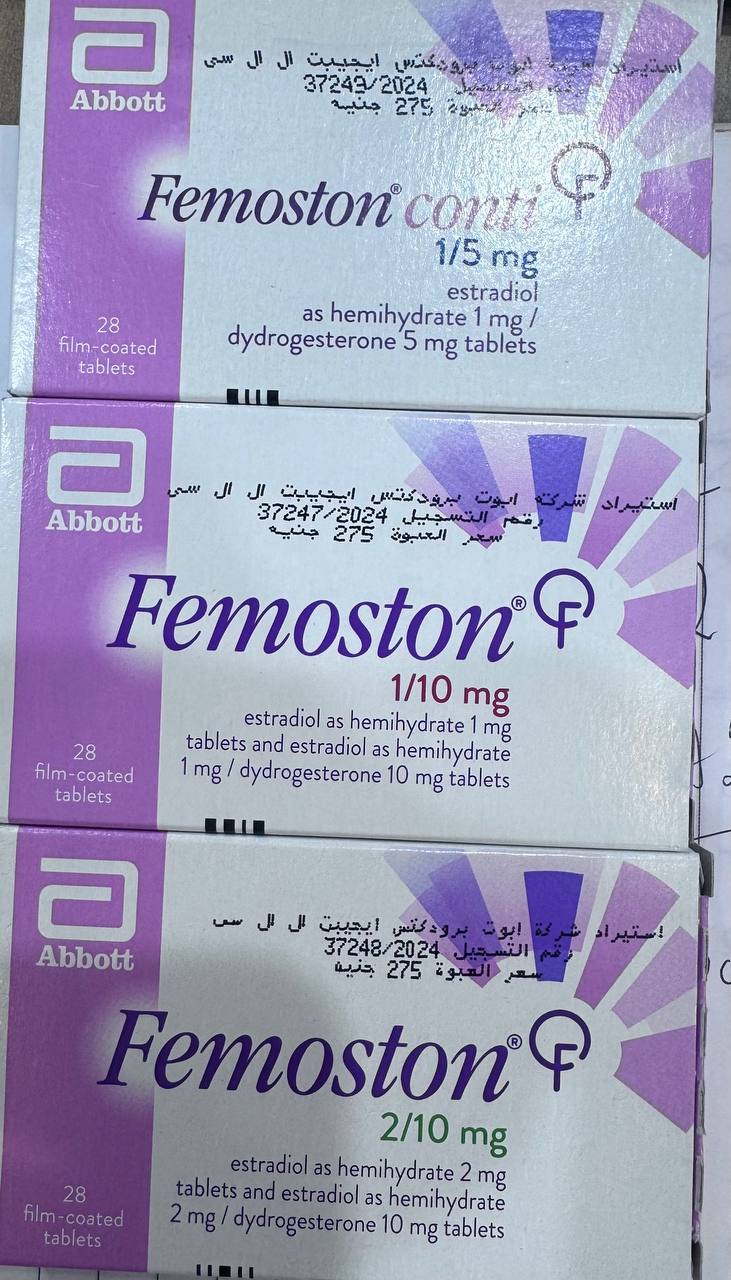 Abbott
استيراد شركة ابوت برودكتس ايجيبت ال ال سى
رقم التسجيل 37249/2024
سعر العبوة 275 جنيه
Femoston® conti
1/5 mg
estradiol
as hemihydrate 1 mg /
dydrogesterone 5 mg tablets
28
film-coated
tablets
Abbott
استيراد شركة ابوت برودكتس ايجيبت ال ال سى
رقم التسجيل 37247/2024
سعر العبوة 275 جنيه
Femoston®
1/10 mg
estradiol as hemihydrate 1 mg
tablets and estradiol as hemihydrate
1 mg / dydrogesterone 10 mg tablets
28
film-coated
tablets
Abbott
استيراد شركة ابوت برودكتس ايجيبت ال ال سى
رقم التسجيل 37248/2024
سعر العبوة 275 جنيه
Femoston®
2/10 mg
estradiol as hemihydrate 2 mg
tablets and estradiol as hemihydrate
2 mg / dydrogesterone 10 mg tablets
28
film-coated
tablets